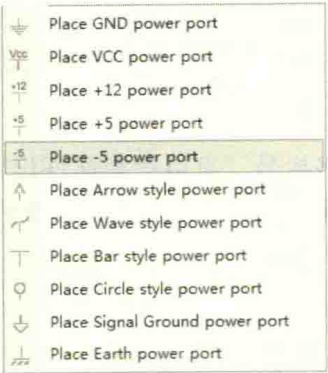 Place GND power port
Vcc Place VCC power port
+12 Place +12 power port
+5 Place +5 power port
-5 Place -5 power port
Place Arrow style power port
Place Wave style power port
Place Bar style power port
Place Circle style power port
Place Signal Ground power port
Place Earth power port